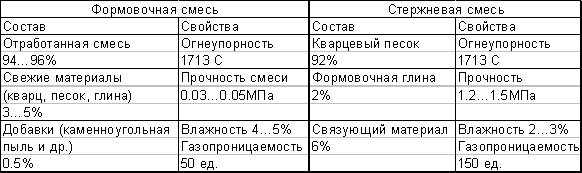 Формовочная смесь Стержневая смесь
Состав Свойства Состав Свойства
Отработанная смесь Огнеупорность Кварцевый песок Огнеупорность
94...96% 1713 С 92% 1713 С
Свежие материалы Прочность смеси Формовочная глина Прочность
(кварц, песок, глина) 0.03...0.05МПа 2% 1.2...1.5МПа
3...5%
Добавки (каменноугольная Влажность 4...5% Связующий материал Влажность 2...3%
пыль и др.) Газопроницаемость 6% Газопроницаемость
0.5% 50 ед. 150 ед.